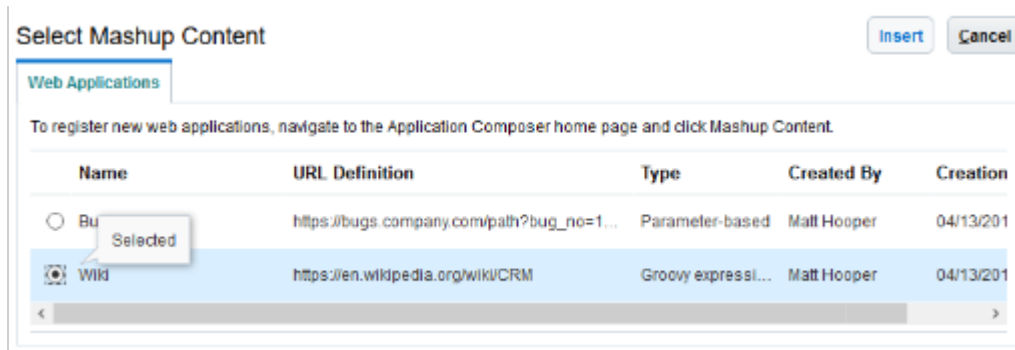 Select Mashup Content
Insert
Cancel
Web Applications
To register new web applications, navigate to the Application Composer home page and click Mashup Content.
Name URL Definition Type Created By Creation
Bu https://bugs.company.com/path?bug_no=1... Parameter-based Matt Hooper 04/13/201
Selected
Wiki https://en.wikipedia.org/wiki/CRM Groovy expressi... Matt Hooper 04/13/201